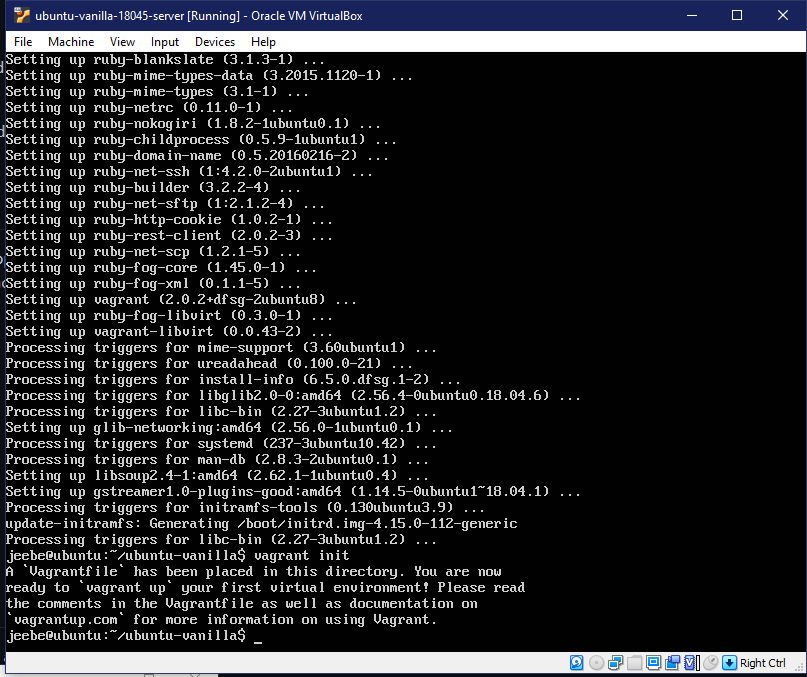 ubuntu-vanilla-18045-server [Running] - Oracle VM VirtualBox
File Machine View Input Devices Help
Setting up ruby-blankslate (3.1.3-1) ...
Setting up ruby-mime-types-data (3.2015.1120-1) ...
Setting up ruby-mime-types (3.1-1) ...
Setting up ruby-netrc (0.11.0-1) ...
Setting up ruby-nokogiri (1.8.2-1ubuntu0.1) ...
Setting up ruby-childprocess (0.5.9-1ubuntu1) ...
Setting up ruby-domain-name (0.5.20160216-2) ...
Setting up ruby-net-ssh (1:4.2.0-2ubuntu1) ...
Setting up ruby-builder (3.2.2-4) ...
Setting up ruby-net-sftp (1:2.1.2-4) ...
Setting up ruby-http-cookie (1.0.2-1) ...
Setting up ruby-rest-client (2.0.2-3) ...
Setting up ruby-net-scp (1.2.1-5) ...
Setting up ruby-fog-core (1.45.0-1) ...
Setting up ruby-fog-xml (0.1.1-5) ...
Setting up vagrant (2.0.2+dfsg-2ubuntu8) ...
Setting up ruby-fog-libvirt (0.3.0-1) ...
Setting up vagrant-libvirt (0.0.43-2) ...
Processing triggers for mime-support (3.60ubuntu1) ...
Processing triggers for ureadahead (0.100.0-21) ...
Processing triggers for install-info (6.5.0.dfsg.1-2) ...
Processing triggers for libglib2.0-0:amd64 (2.56.4-0ubuntu0.18.04.6) ...
Processing triggers for libc-bin (2.27-3ubuntu1.2) ...
Setting up glib-networking:amd64 (2.56.0-1ubuntu0.1) ...
Processing triggers for systemd (237-3ubuntu10.42) ...
Processing triggers for man-db (2.8.3-2ubuntu0.1) ...
Setting up libsoup2.4-1:amd64 (2.62.1-1ubuntu0.4) ...
Setting up gstreamer1.0-plugins-good:amd64 (1.14.5-0ubuntu1~18.04.1) ...
Processing triggers for initramfs-tools (0.130ubuntu3.9) ...
update-initramfs: Generating /boot/initrd.img-4.15.0-112-generic
Processing triggers for libc-bin (2.27-3ubuntu1.2) ...
jeebe@ubuntu:~/ubuntu-vanilla$ vagrant init
A `Vagrantfile` has been placed in this directory. You are now
ready to `vagrant up` your first virtual environment! Please read
the comments in the Vagrantfile as well as documentation on
`vagrantup.com` for more information on using Vagrant.
jeebe@ubuntu:~/ubuntu-vanilla$ _
Right Ctrl